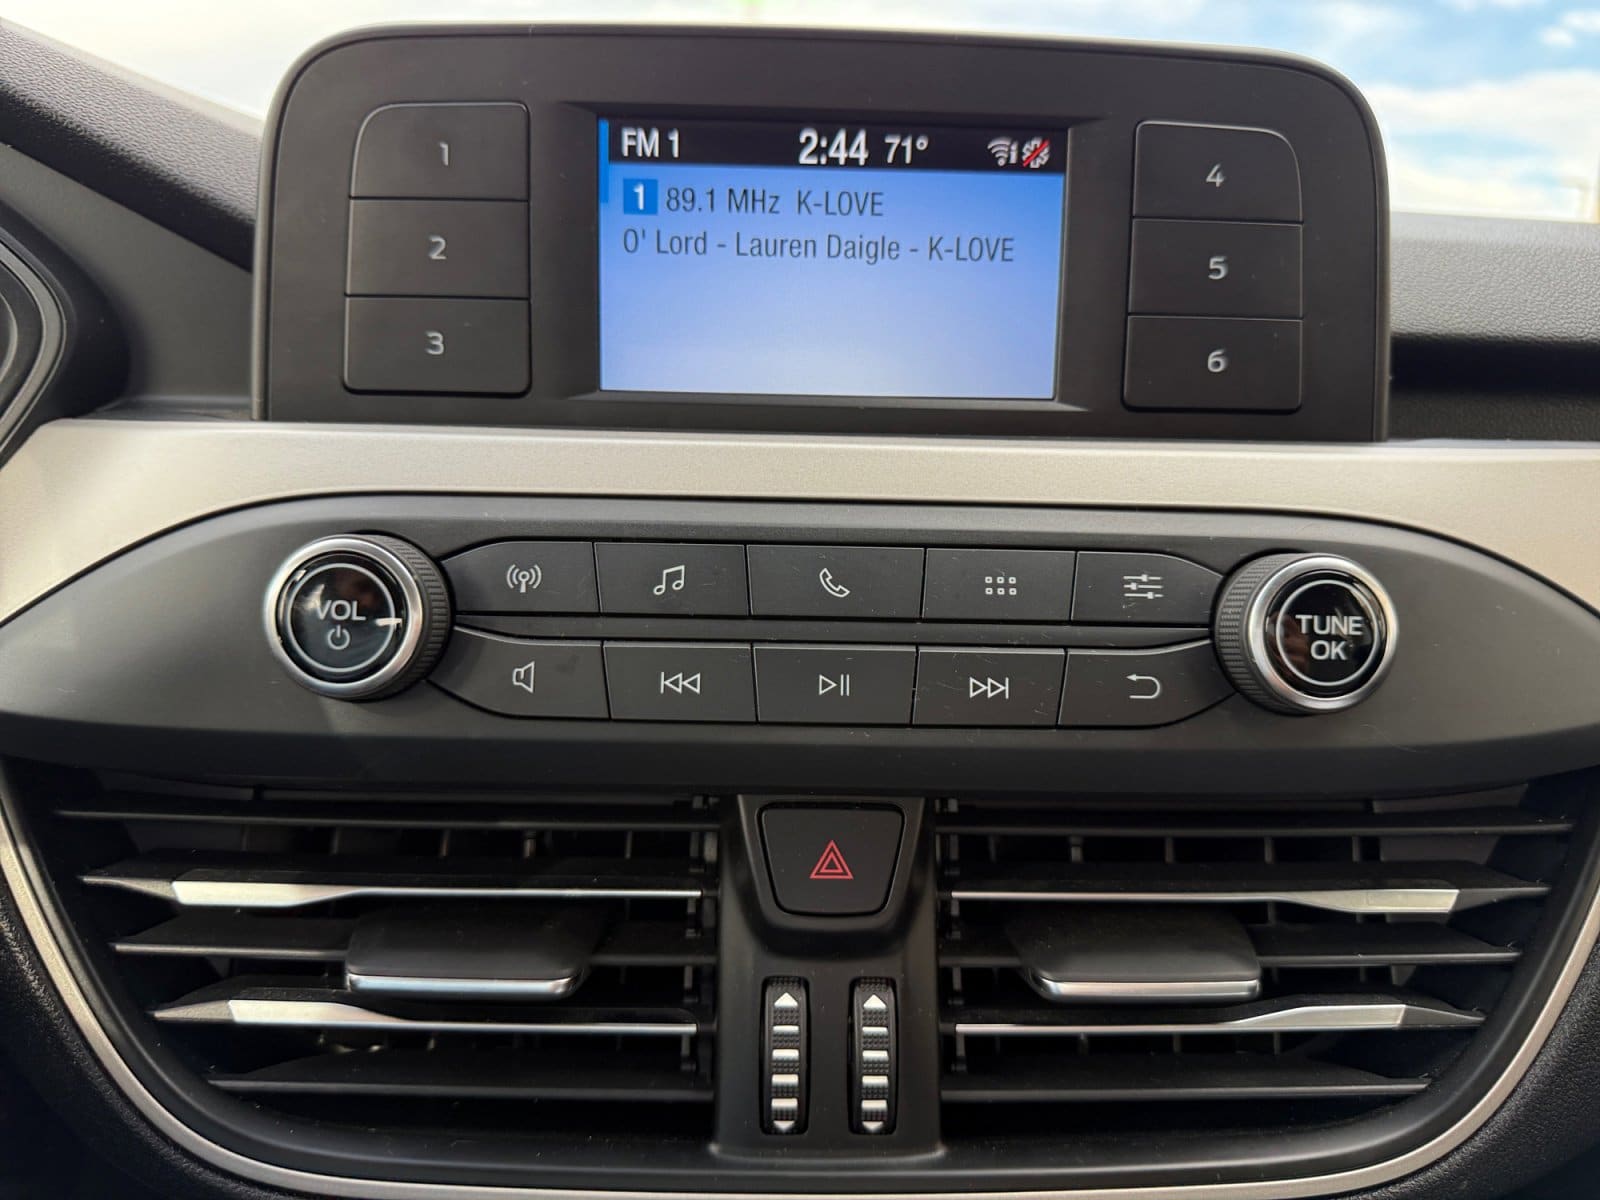 FM 1 2:44 71°
1 89.1 MHz K-LOVE
O' Lord - Lauren Daigle - K-LOVE
1
2
3
4
5
6
VOL
TUNE
OK